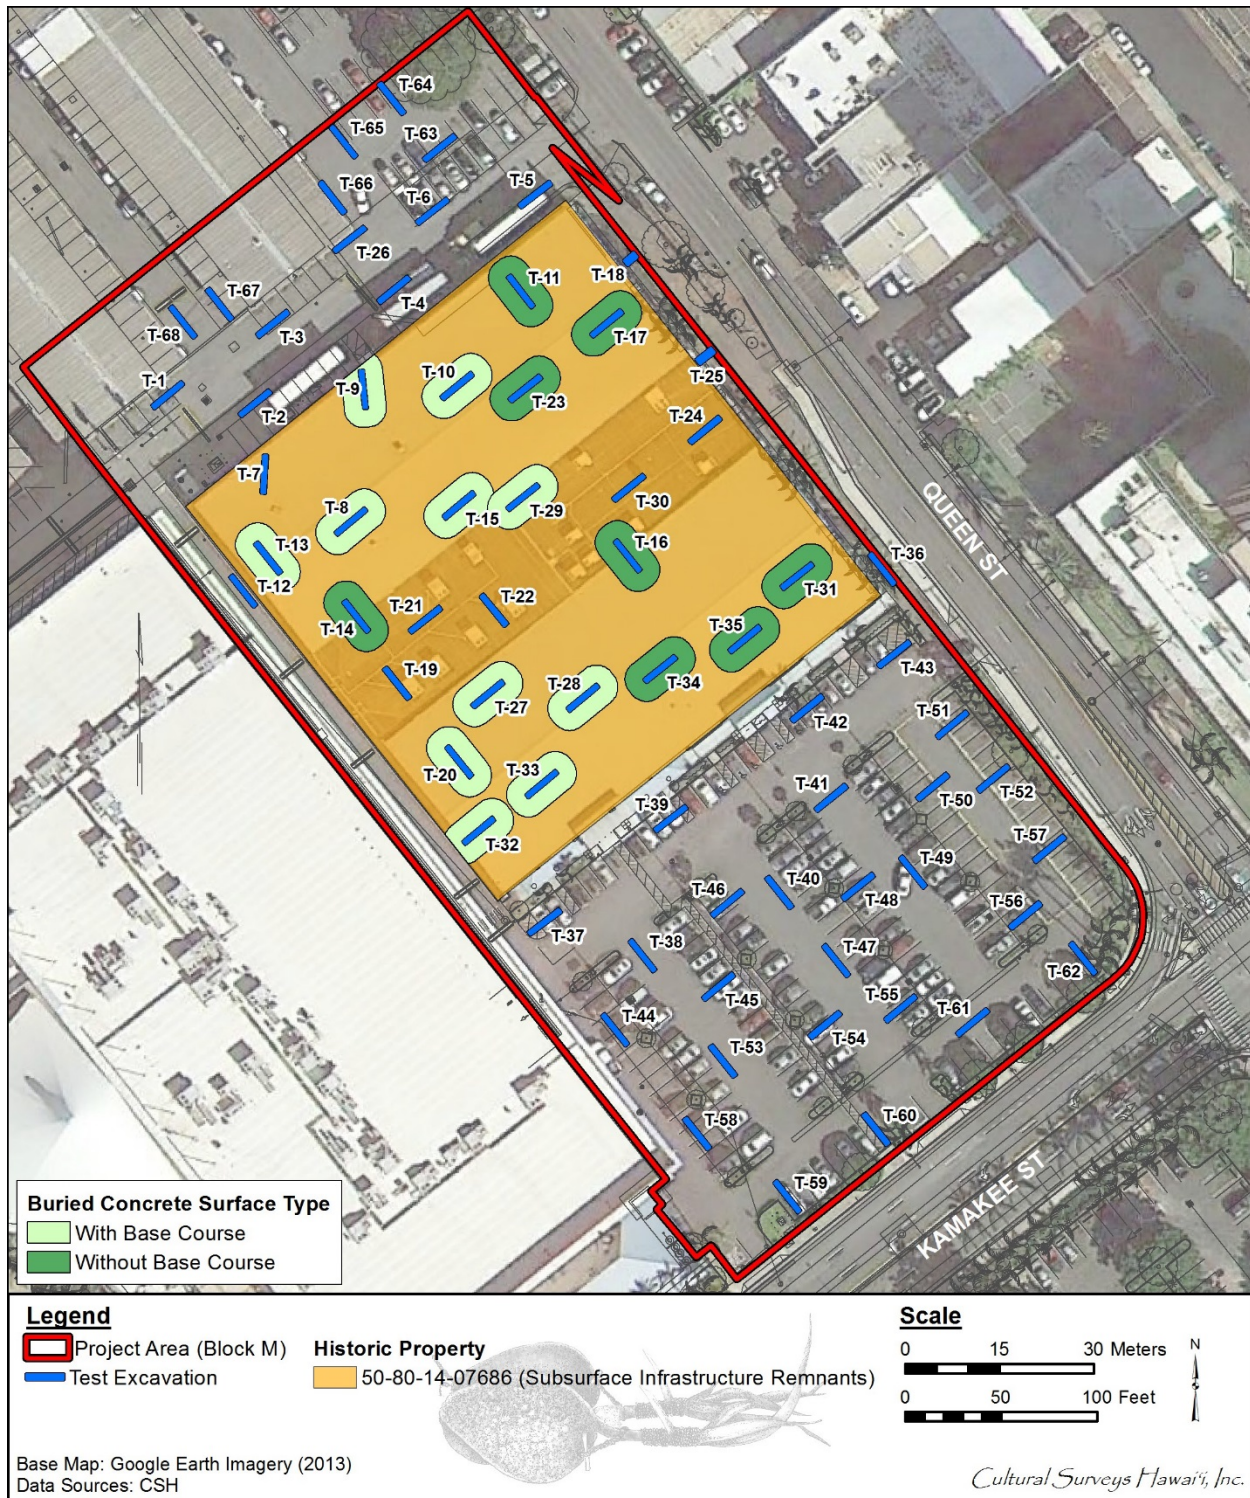 T-64
T-65
T-63
T-66
T-6
T-5
T-26
T-18
T-11
T-67
T-4
T-68
T-3
T-17
T-1
T-9
T-10
T-25
T-2
T-23
T-24
T-7
T-8
T-15
T-29
T-30
QUEEN ST
T-13
T-16
T-36
T-12
T-31
T-21
T-22
T-14
T-35
T-43
T-19
T-34
T-28
T-27
T-42
T-51
T-20
T-33
T-41
T-50
T-52
T-39
T-32
T-57
T-49
T-46
T-40
T-48
T-56
T-37
T-38
T-47
T-62
T-45
T-55
T-44
T-54
T-61
T-53
T-58
T-60
T-59
KAMAKEE ST
Buried Concrete Surface Type
With Base Course
Without Base Course
Legend
Project Area (Block M)
Test Excavation
Historic Property
50-80-14-07686 (Subsurface Infrastructure Remnants)
Scale
0 15 30 Meters
0 50 100 Feet
N
Base Map: Google Earth Imagery (2013)
Data Sources: CSH
Cultural Surveys Hawai‘i, Inc.